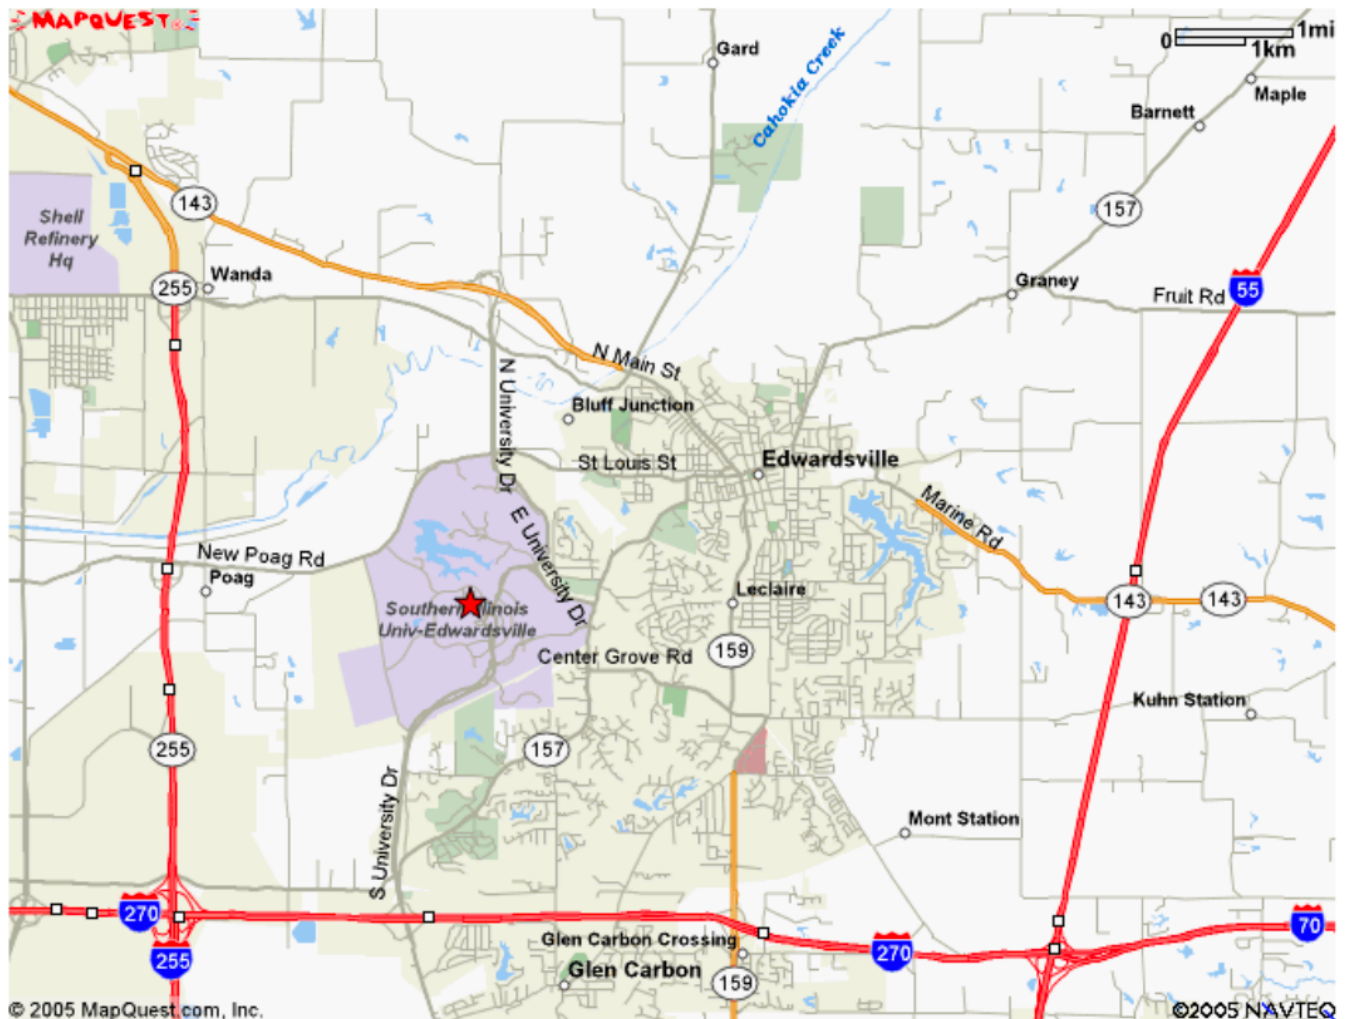 MAPQUEST
0 1mi
1km
Gard
Cahokia Creek
Maple
Barnett
143
157
Shell
Refinery
Hq
Wanda
255
Graney
Fruit Rd
55
N Main St
N University Dr
Bluff Junction
St Louis St
Edwardsville
Marine Rd
E University Dr
New Poag Rd
Poag
Leclaire
143
143
Southern Illinois
Univ-Edwardsville
159
Center Grove Rd
Kuhn Station
255
157
S University Dr
Mont Station
270
70
Glen Carbon Crossing
270
255
Glen Carbon
159
© 2005 MapQuest.com, Inc.
©2005 NAVTEQ